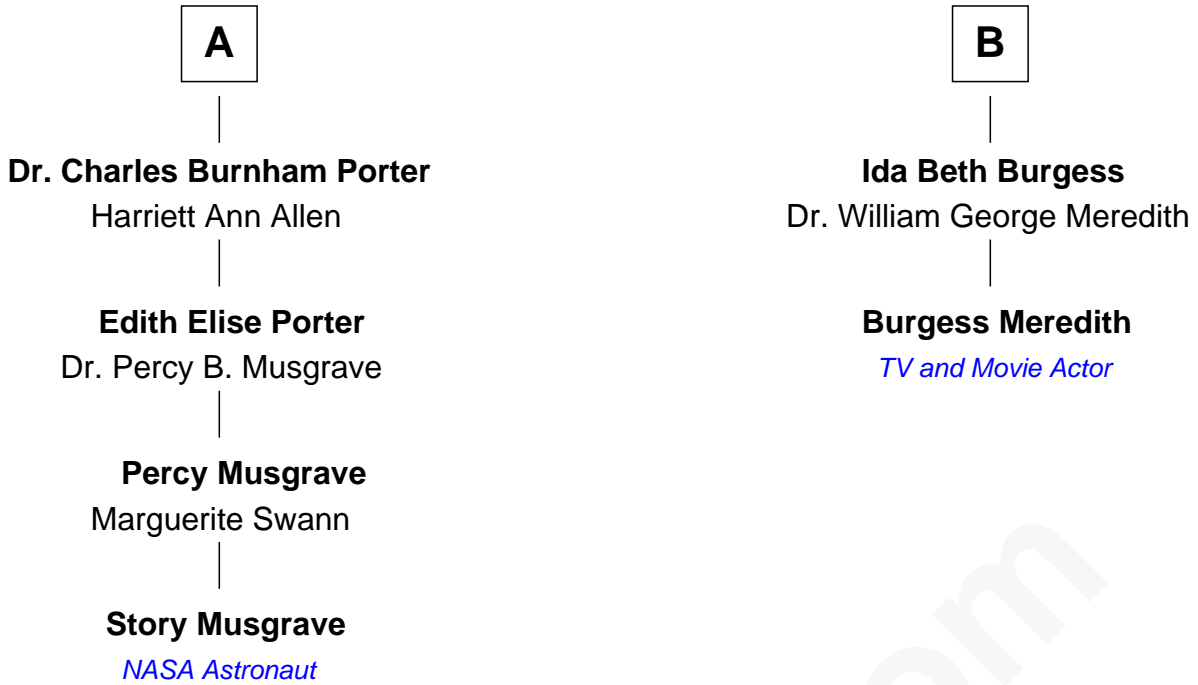 A
Dr. Charles Burnham Porter
Harriett Ann Allen
Edith Elise Porter
Dr. Percy B. Musgrave
Percy Musgrave
Marguerite Swann
Story Musgrave
NASA Astronaut
B
Ida Beth Burgess
Dr. William George Meredith
Burgess Meredith
TV and Movie Actor
om